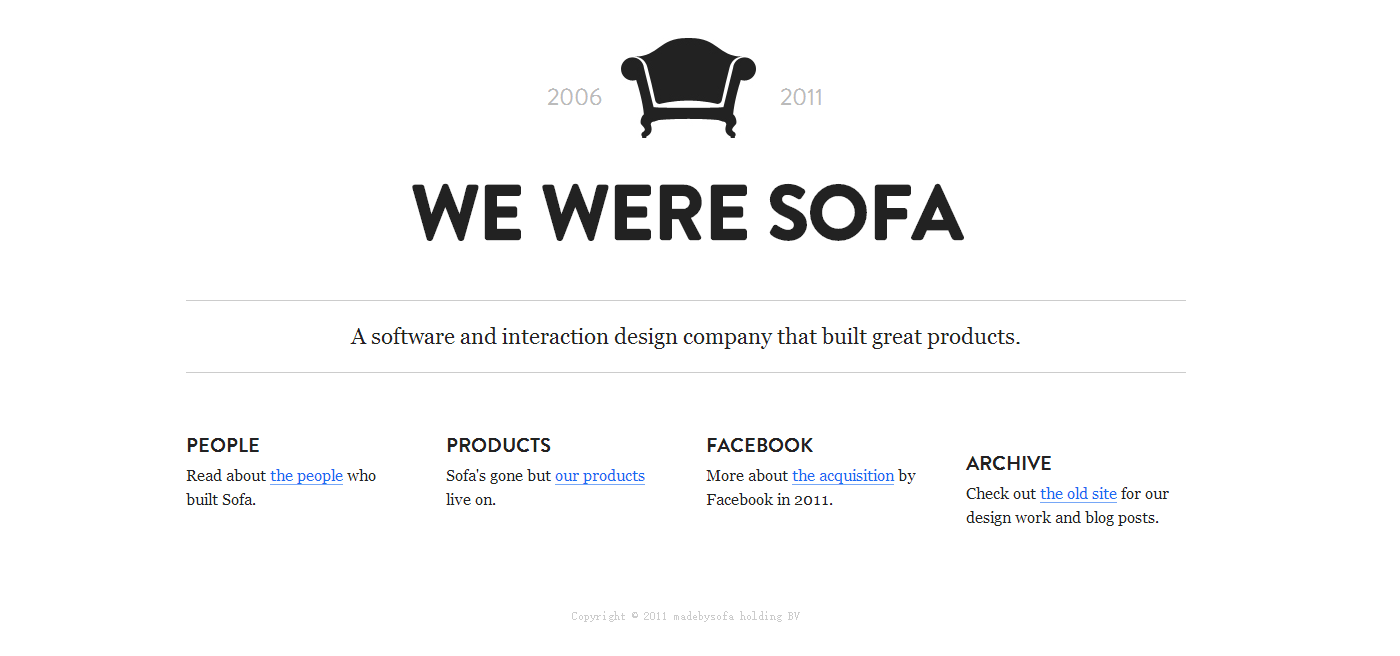 2006 2011
WE WERE SOFA
A software and interaction design company that built great products.
PEOPLE
Read about the people who
built Sofa.
PRODUCTS
Sofa's gone but our products
live on.
FACEBOOK
More about the acquisition by
Facebook in 2011.
ARCHIVE
Check out the old site for our
design work and blog posts.
Copyright © 2011 madebysofa holding BV